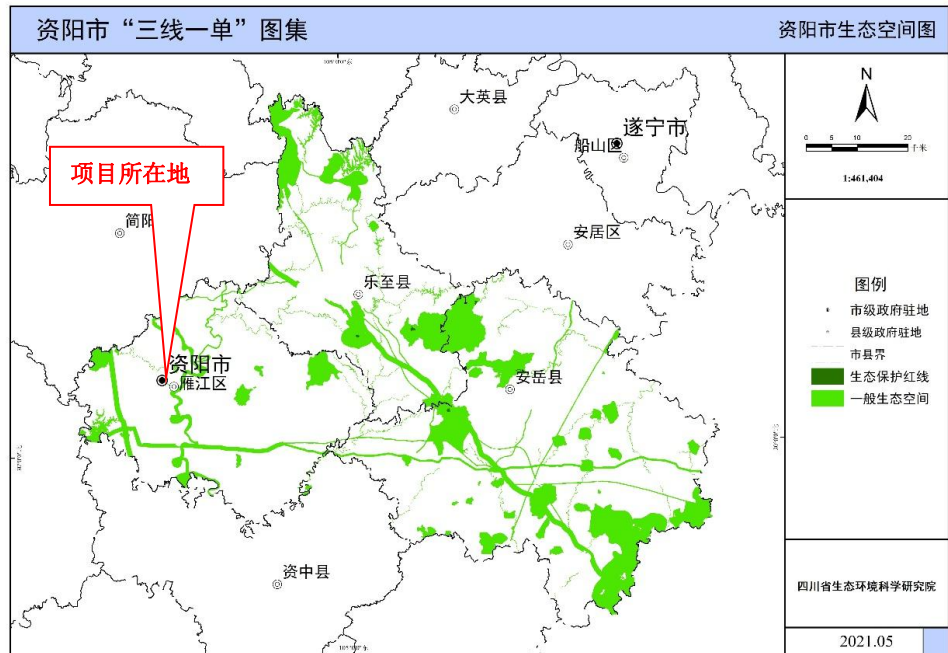 资阳市“三线一单”图集
资阳市生态空间图
大英县
遂宁市
船山区
项目所在地
简阳
安居区
乐至县
资阳市
雁江区
安岳县
资中县
N
0 5 10 20
千米
1:461,404
图例
市级政府驻地
县级政府驻地
市县界
生态保护红线
一般生态空间
四川省生态环境科学研究院
2021.05